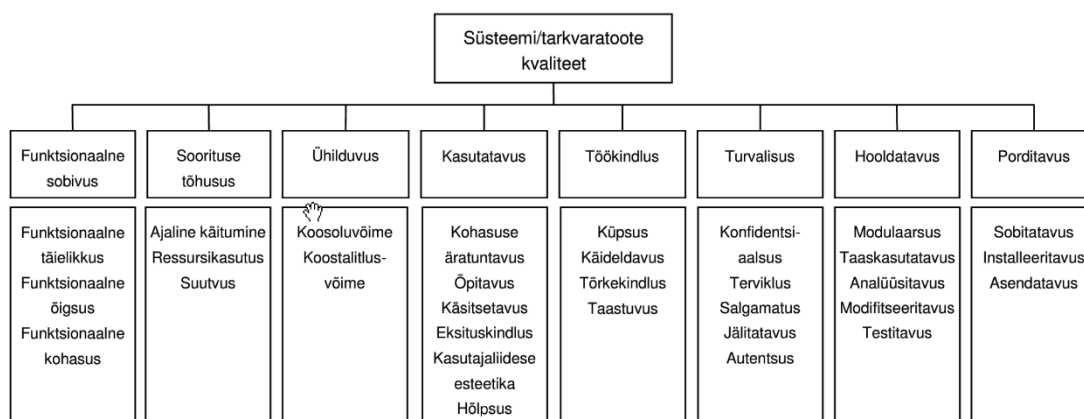 Süsteemi/tarkvaratoote
kvaliteet
Funktsionaalne
sobivus
Soorituse
tõhusus
Ühilduvus
Kasutatavus
Töökindlus
Turvalisus
Hooldatavus
Porditavus
Funktsionaalne
täielikkus
Funktsionaalne
õigsus
Funktsionaalne
kohasus
Ajaline käitumine
Ressursikasutus
Suutvus
Koosoluvõime
Koostalitlus-
võime
Kohasuse
äratuntavus
Õpitavus
Käsitsetavus
Eksituskindlus
Kasutajaliidese
esteetika
Hõlpsus
Küpsus
Käideldavus
Tõrkekindlus
Taastuvus
Konfidentsi-
aalsus
Terviklus
Salgamatus
Jälitatavus
Autentsus
Modulaarsus
Taaskasutatavus
Analüüsitavus
Modifitseeritavus
Testitavus
Sobitatavus
Installeeritavus
Asendatavus